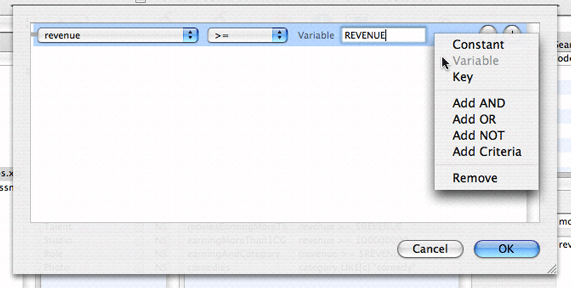 revenue >= Variable REVENUE
Constant
Variable
Key
Add AND
Add OR
Add NOT
Add Criteria
Remove
Cancel OK